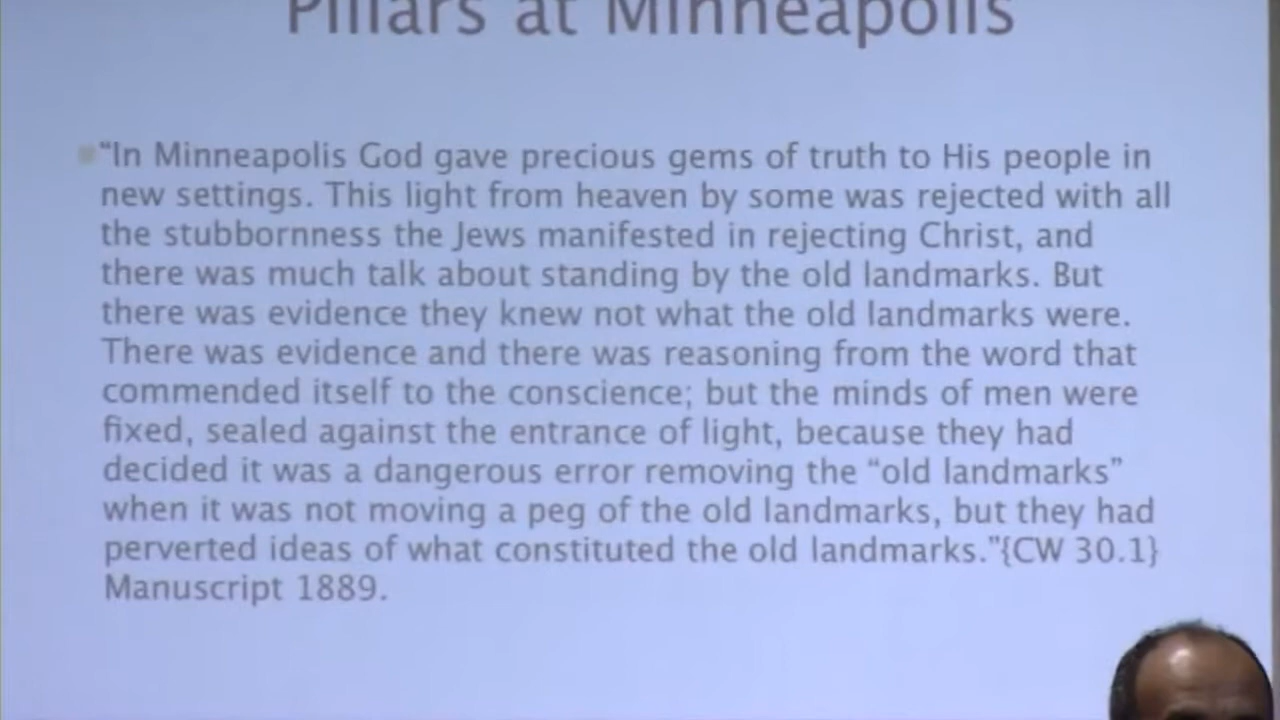 Pillars at Minneapolis
“In Minneapolis God gave precious gems of truth to His people in
new settings. This light from heaven by some was rejected with all
the stubbornness the Jews manifested in rejecting Christ, and
there was much talk about standing by the old landmarks. But
there was evidence they knew not what the old landmarks were.
There was evidence and there was reasoning from the word that
commended itself to the conscience; but the minds of men were
fixed, sealed against the entrance of light, because they had
decided it was a dangerous error removing the “old landmarks”
when it was not moving a peg of the old landmarks, but they had
perverted ideas of what constituted the old landmarks.”{CW 30.1}
Manuscript 1889.